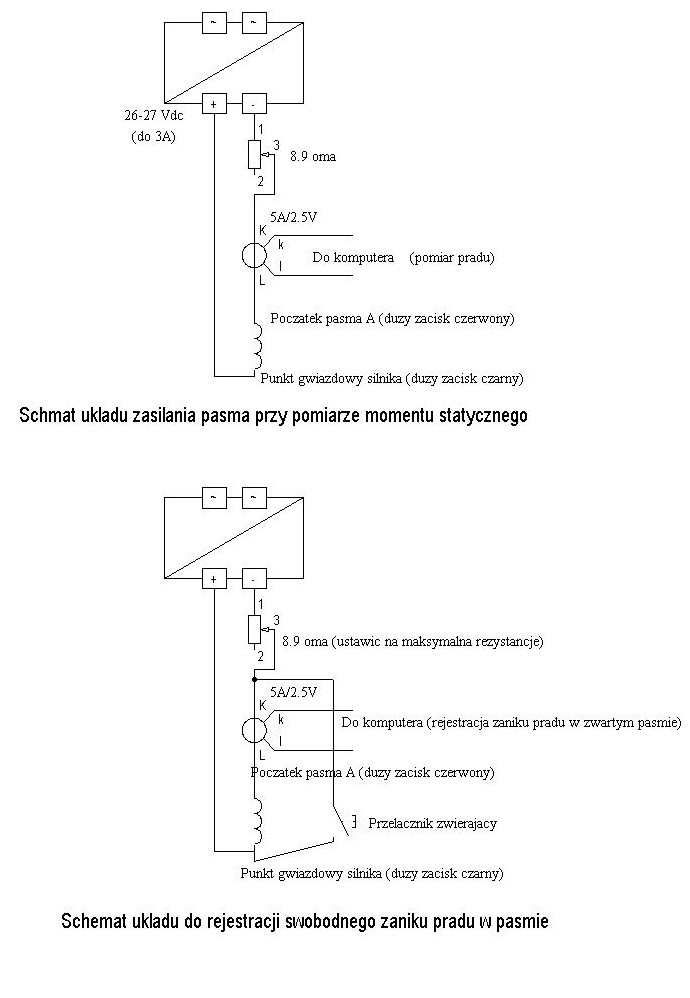 ~ ~
+ -
26-27 Vdc
(do 3A)
1
3
8.9 oma
2
5A/2.5V
K
k
Do komputera (pomiar pradu)
l
L
Poczatek pasma A (duzy zacisk czerwony)
Punkt gwiazdowy silnika (duzy zacisk czarny)
Schmat ukladu zasilania pasma przy pomiarze momentu statycznego
~ ~
+ -
1
3
8.9 oma (ustawic na maksymalna rezystancje)
2
5A/2.5V
K
k
Do komputera (rejestracja zaniku pradu w zwartym pasmie)
l
L
Poczatek pasma A (duzy zacisk czerwony)
Przelacznik zwierajacy
Punkt gwiazdowy silnika (duzy zacisk czarny)
Schemat ukladu do rejestracji swobodnego zaniku pradu w pasmie